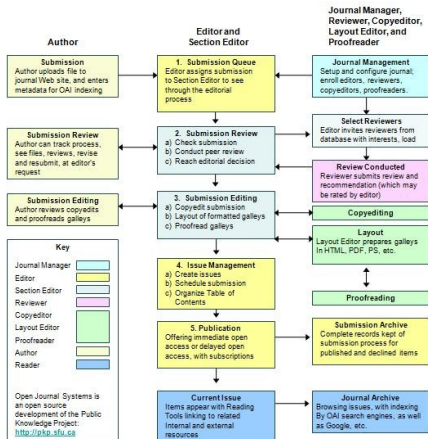 Author
Editor and
Section Editor
Journal Manager,
Reviewer, Copyeditor,
Layout Editor, and
Proofreader
Submission
Author uploads file to
journal Web site, and enters
metadata for OAI indexing
1. Submission Queue
Editor assigns submission
to Section Editor to see
through the editorial
process
Journal Management
Setup and configure journal;
enroll editors, reviewers,
copyeditors, proofreaders.
Submission Review
Author can track process,
see files, reviews, revise
and resubmit, at editor's
request
2. Submission Review
a) Check submission
b) Conduct peer review
c) Reach editorial decision
Select Reviewers
Editor invites reviewers from
database with interests, load
Review Conducted
Reviewer submits review and
recommendation (which may
be rated by editor)
Submission Editing
Author reviews copyedits
and proofreads galleys
3. Submission Editing
a) Copyedit submission
b) Layout of formatted galleys
c) Proofread galleys
Copyediting
Layout
Layout Editor prepares galleys
In HTML, PDF, PS, etc.
Proofreading
4. Issue Management
a) Create issues
b) Schedule submission
c) Organize Table of
Contents
5. Publication
Offering immediate open
access or delayed open
access, with subscriptions
Submission Archive
Complete records kept of
submission process for
published and declined items
Current Issue
Items appear with Reading
Tools linking to related
Internal and external
resources
Journal Archive
Browsing issues, with indexing
By OAI search engines, as well
as Google, etc.
Key
Journal Manager
Editor
Section Editor
Reviewer
Copyeditor
Layout Editor
Proofreader
Author
Reader
Open Journal Systems is
an open source
development of the Public
Knowledge Project:
http://pkp.sfu.ca